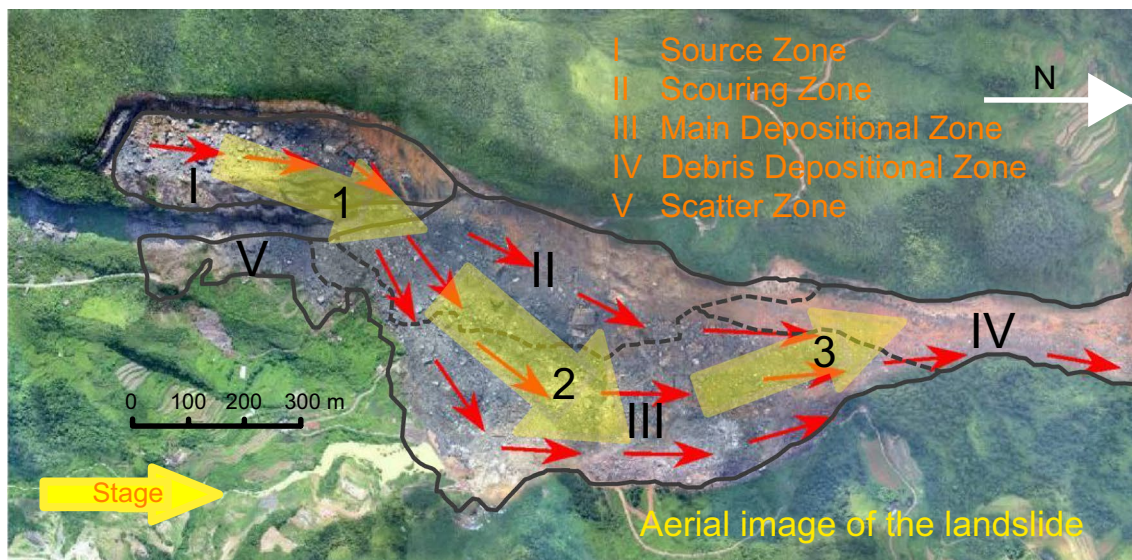 I Source Zone
II Scouring Zone
III Main Depositional Zone
IV Debris Depositional Zone
V Scatter Zone
N
I
1
V
II
IV
3
2
III
0 100 200 300 m
Stage
Aerial image of the landslide